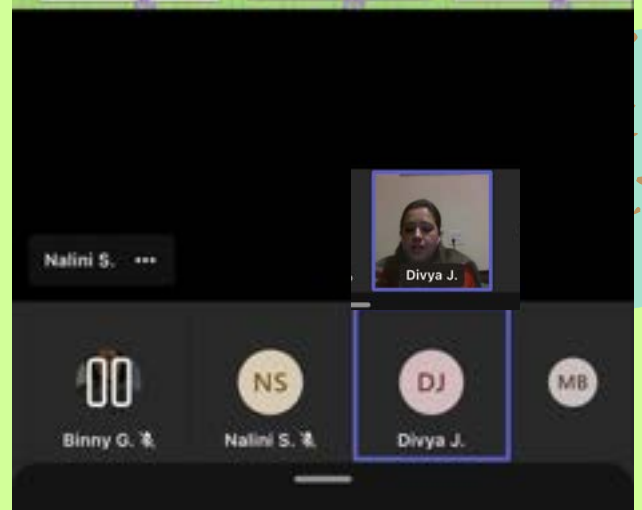 Nalini S. •••
Divya J.
NS
DJ
MB
Binny G.
Nalini S.
Divya J.